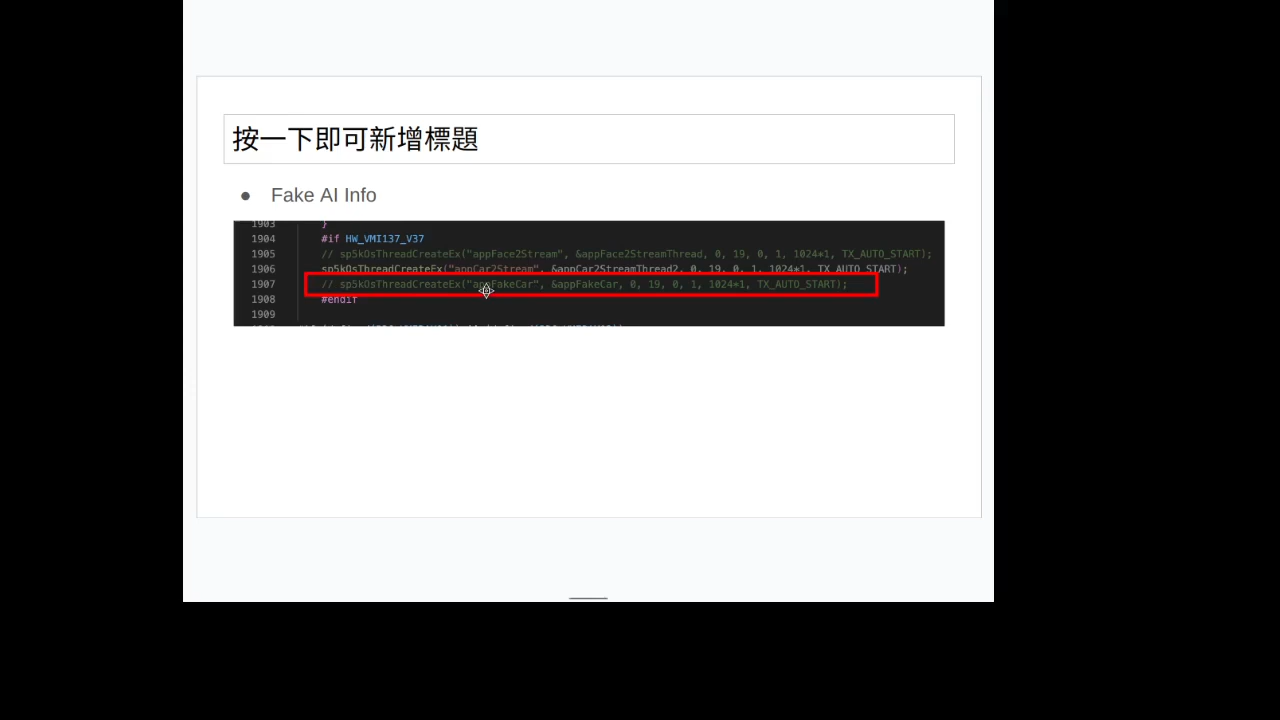 按一下即可新增標題
● Fake AI Info
1903 }
1904 #if HW_VMI137_V37
1905 // sp5kOsThreadCreateEx("appFace2Stream", &appFace2StreamThread, 0, 19, 0, 1, 1024*1, TX_AUTO_START);
1906 sp5kOsThreadCreateEx("appCar2Stream", &appCar2StreamThread2, 0, 19, 0, 1, 1024*1, TX_AUTO_START);
1907 // sp5kOsThreadCreateEx("appFakeCar", &appFakeCar, 0, 19, 0, 1, 1024*1, TX_AUTO_START);
1908 #endif
1909